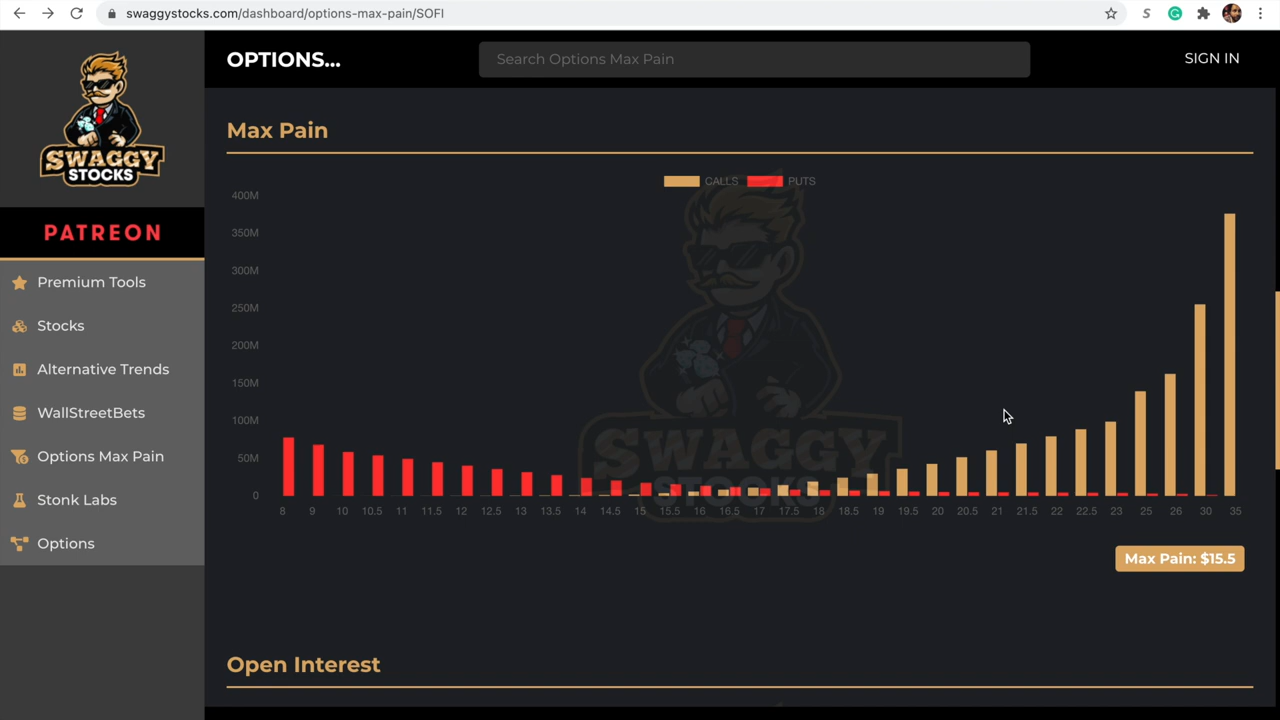 swaggystocks.com/dashboard/options-max-pain/SOFI
SWAGGY
STOCKS
PATREON
Premium Tools
Stocks
Alternative Trends
WallStreetBets
Options Max Pain
Stonk Labs
Options
OPTIONS...
Search Options Max Pain
SIGN IN
Max Pain
CALLS PUTS
400M
350M
300M
250M
200M
150M
100M
50M
0
SWAGGY
STOCKS
8 9 10 10.5 11 11.5 12 12.5 13 13.5 14 14.5 15 15.5 16 16.5 17 17.5 18 18.5 19 19.5 20 20.5 21 21.5 22 22.5 23 25 26 30 35
Max Pain: $15.5
Open Interest